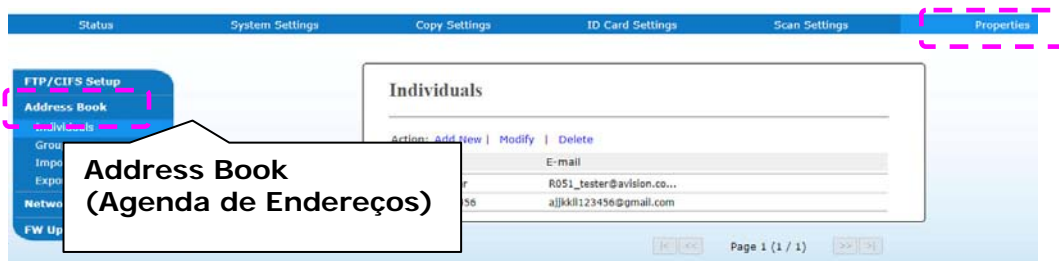 Status System Settings Copy Settings ID Card Settings Scan Settings Properties
FTP/CIFS Setup
Address Book
Individuals
Individuals
Action: Add New | Modify | Delete
E-mail
R051_tester@avision.co...
56 ajjkkll123456@gmail.com
Address Book
(Agenda de Endereços)
|< << Page 1 (1 / 1) >> >|